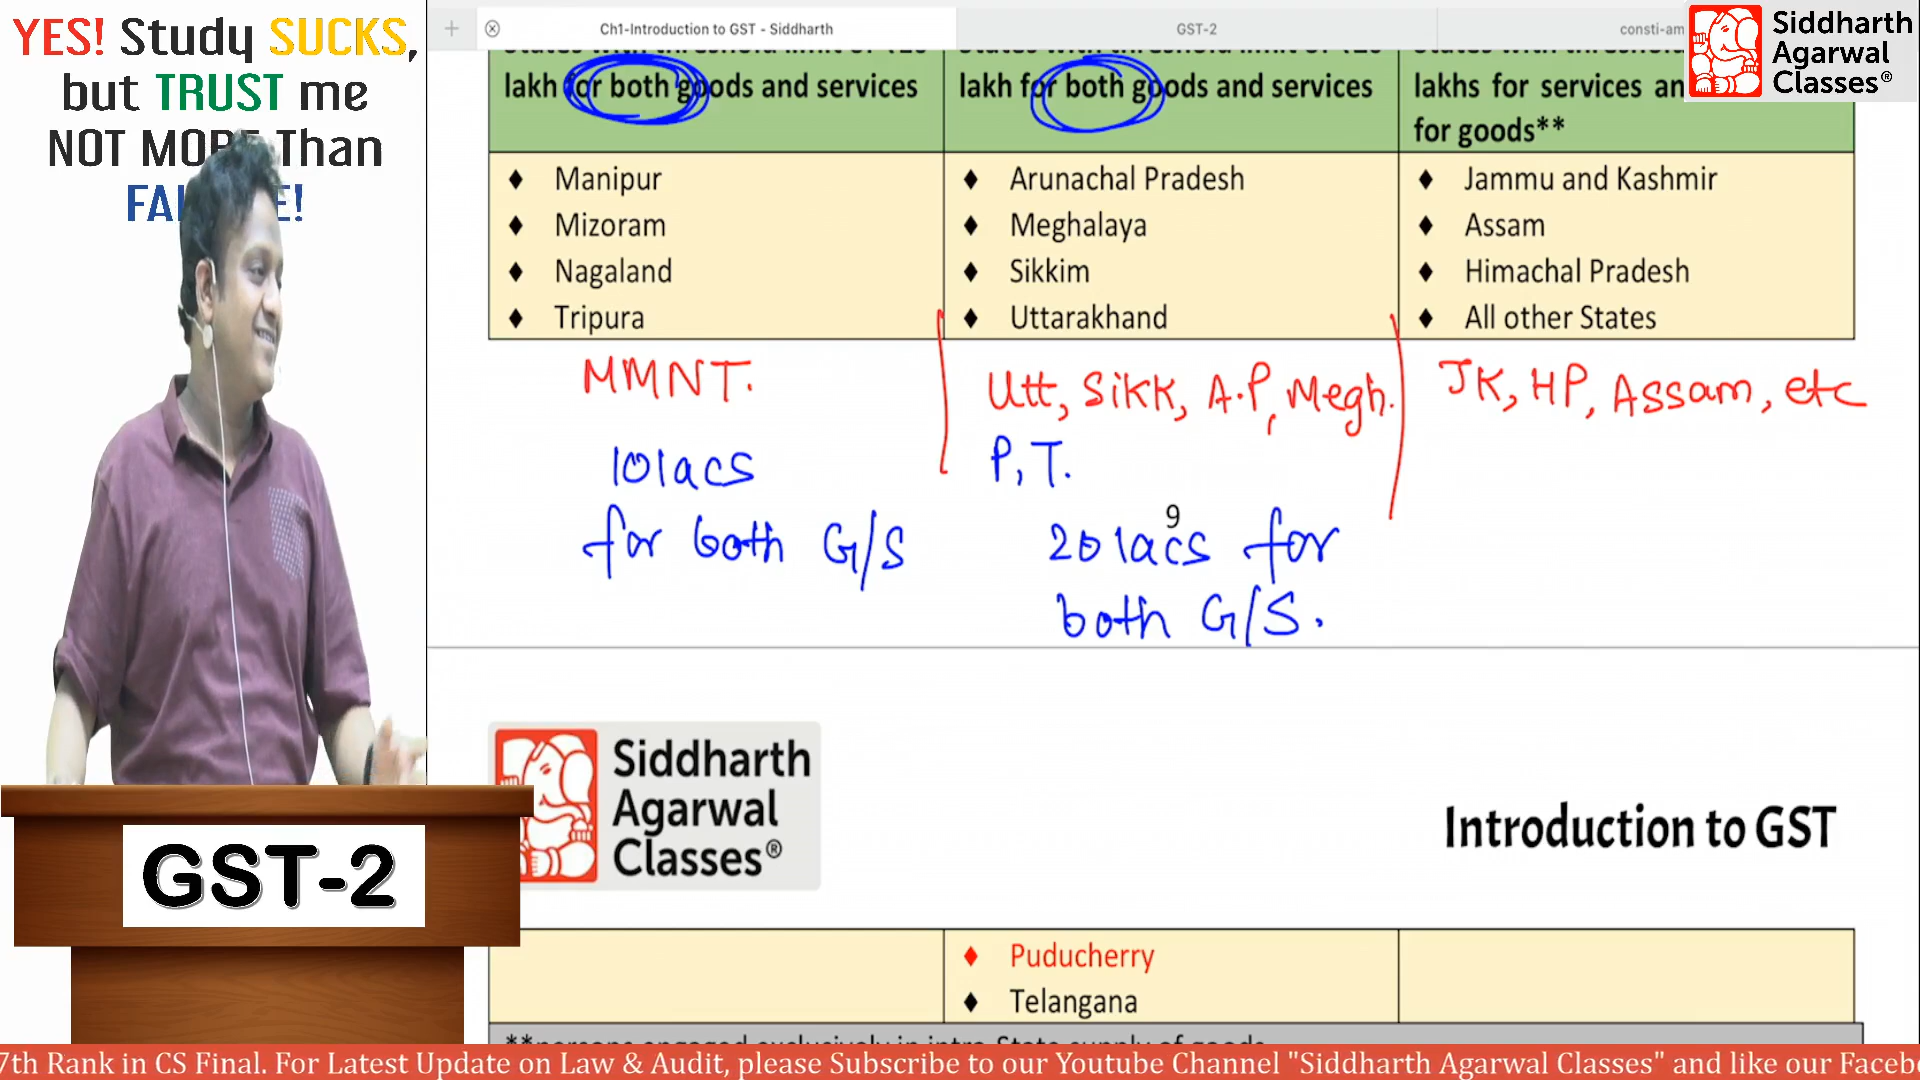 YES! Study SUCKS,
but TRUST me
NOT MORE Than
Ch1-Introduction to GST - Siddharth
GST-2
consti-am
Siddharth
Agarwal
Classes®
lakh for both goods and services
lakh for both goods and services
lakhs for services an
for goods**
♦ Manipur
♦ Mizoram
♦ Nagaland
♦ Tripura
♦ Arunachal Pradesh
♦ Meghalaya
♦ Sikkim
♦ Uttarakhand
♦ Jammu and Kashmir
♦ Assam
♦ Himachal Pradesh
♦ All other States
MMNT.
10 lacs
for both G/S
Utt, Sikk, A.P, Megh.
P, T.
9
20 lacs for
both G/S.
JK, HP, Assam, etc
Siddharth
Agarwal
Classes®
Introduction to GST
♦ Puducherry
♦ Telangana
GST-2
7th Rank in CS Final. For Latest Update on Law & Audit, please Subscribe to our Youtube Channel "Siddharth Agarwal Classes" and like our Facebo